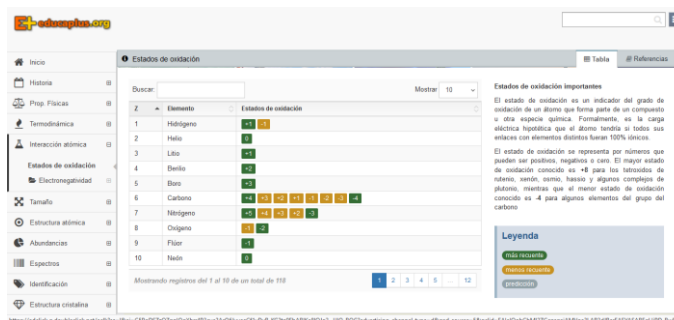 educaplus.org
Inicio
Historia
Prop. Físicas
Termodinámica
Interacción atómica
Estados de oxidación
Electronegatividad
Tamaño
Estructura atómica
Abundancias
Espectros
Identificación
Estructura cristalina
Estados de oxidación
Tabla
Referencias
Buscar:
Mostrar 10
Z Elemento Estados de oxidación
1 Hidrógeno +1 -1
2 Helio 0
3 Litio +1
4 Berilio +2
5 Boro +3
6 Carbono +4 +3 +2 +1 -1 -2 -3 -4
7 Nitrógeno +5 +4 +3 +2 -3
8 Oxígeno -1 -2
9 Flúor -1
10 Neón 0
Mostrando registros del 1 al 10 de un total de 118
1 2 3 4 5 ... 12
Estados de oxidación importantes
El estado de oxidación es un indicador del grado de
oxidación de un átomo que forma parte de un compuesto
u otra especie química. Formalmente, es la carga
eléctrica hipotética que el átomo tendría si todos sus
enlaces con elementos distintos fueran 100% iónicos.
El estado de oxidación se representa por números que
pueden ser positivos, negativos o cero. El mayor estado
de oxidación conocido es +8 para los tetróxidos de
rutenio, xenón, osmio, hassio y algunos complejos de
plutonio, mientras que el menor estado de oxidación
conocido es -4 para algunos elementos del grupo del
carbono
Leyenda
más recuente
menos recuente
predicción